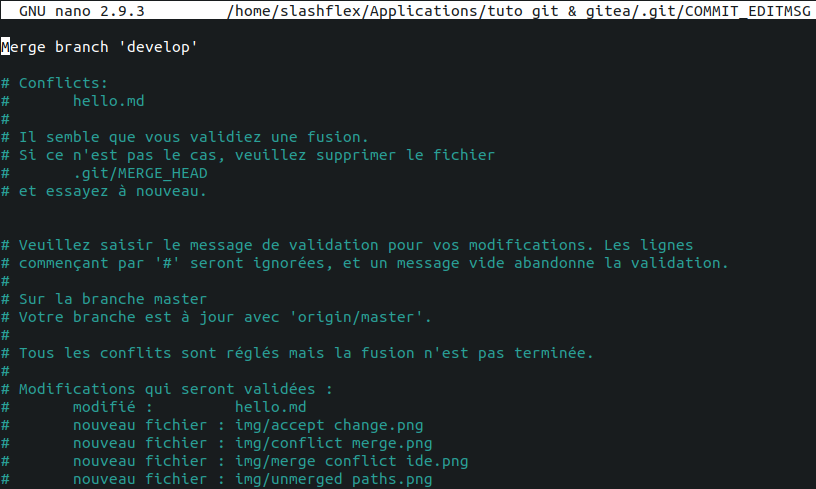 GNU nano 2.9.3 /home/slashflex/Applications/tuto git & gitea/.git/COMMIT_EDITMSG
Merge branch 'develop'
# Conflicts:
# hello.md
#
# Il semble que vous validiez une fusion.
# Si ce n'est pas le cas, veuillez supprimer le fichier
# .git/MERGE_HEAD
# et essayez à nouveau.
# Veuillez saisir le message de validation pour vos modifications. Les lignes
# commençant par '#' seront ignorées, et un message vide abandonne la validation.
#
# Sur la branche master
# Votre branche est à jour avec 'origin/master'.
#
# Tous les conflits sont réglés mais la fusion n'est pas terminée.
#
# Modifications qui seront validées :
# modifié : hello.md
# nouveau fichier : img/accept change.png
# nouveau fichier : img/conflict merge.png
# nouveau fichier : img/merge conflict ide.png
# nouveau fichier : img/unmerged paths.png